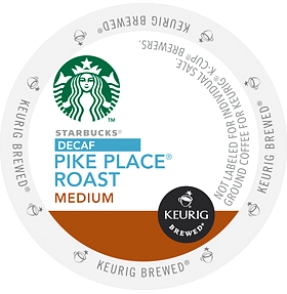 KEURIG BREWED®
KEURIG BREWED®
KEURIG BREWED®
KEURIG BREWED®
NOT LABELED FOR INDIVIDUAL SALE.
GROUND COFFEE FOR KEURIG® K-CUP® BREWERS.
TM
STARBUCKS®
DECAF
PIKE PLACE®
ROAST
MEDIUM
KEURIG
BREWED®